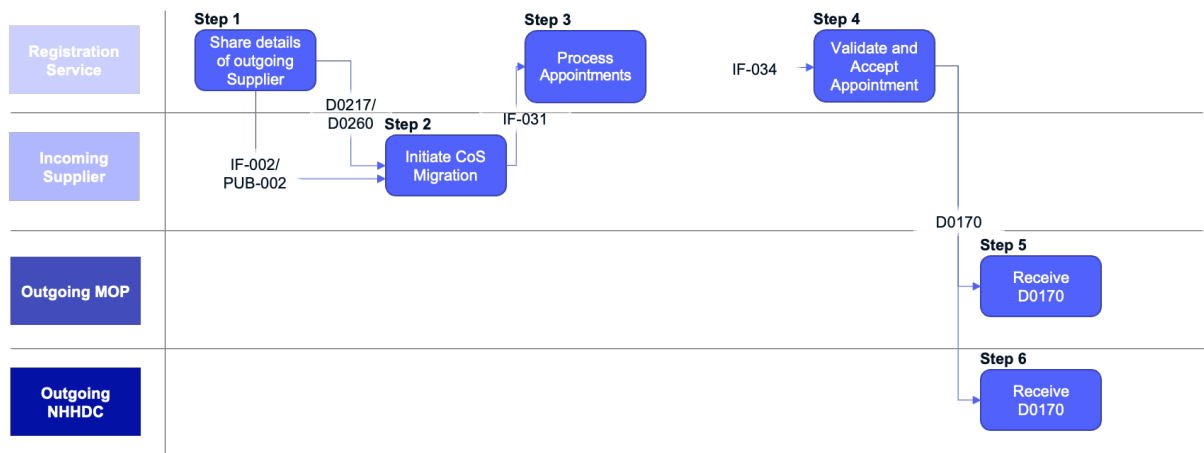 Step 1
Step 3
Step 4
Registration
Service
Share details
of outgoing
Supplier
Process
Appointments
IF-034
Validate and
Accept
Appointment
D0217/
D0260
Step 2
IF-031
Incoming
Supplier
IF-002/
PUB-002
Initiate CoS
Migration
D0170
Step 5
Outgoing MOP
Receive
D0170
Step 6
Outgoing
NHHDC
Receive
D0170